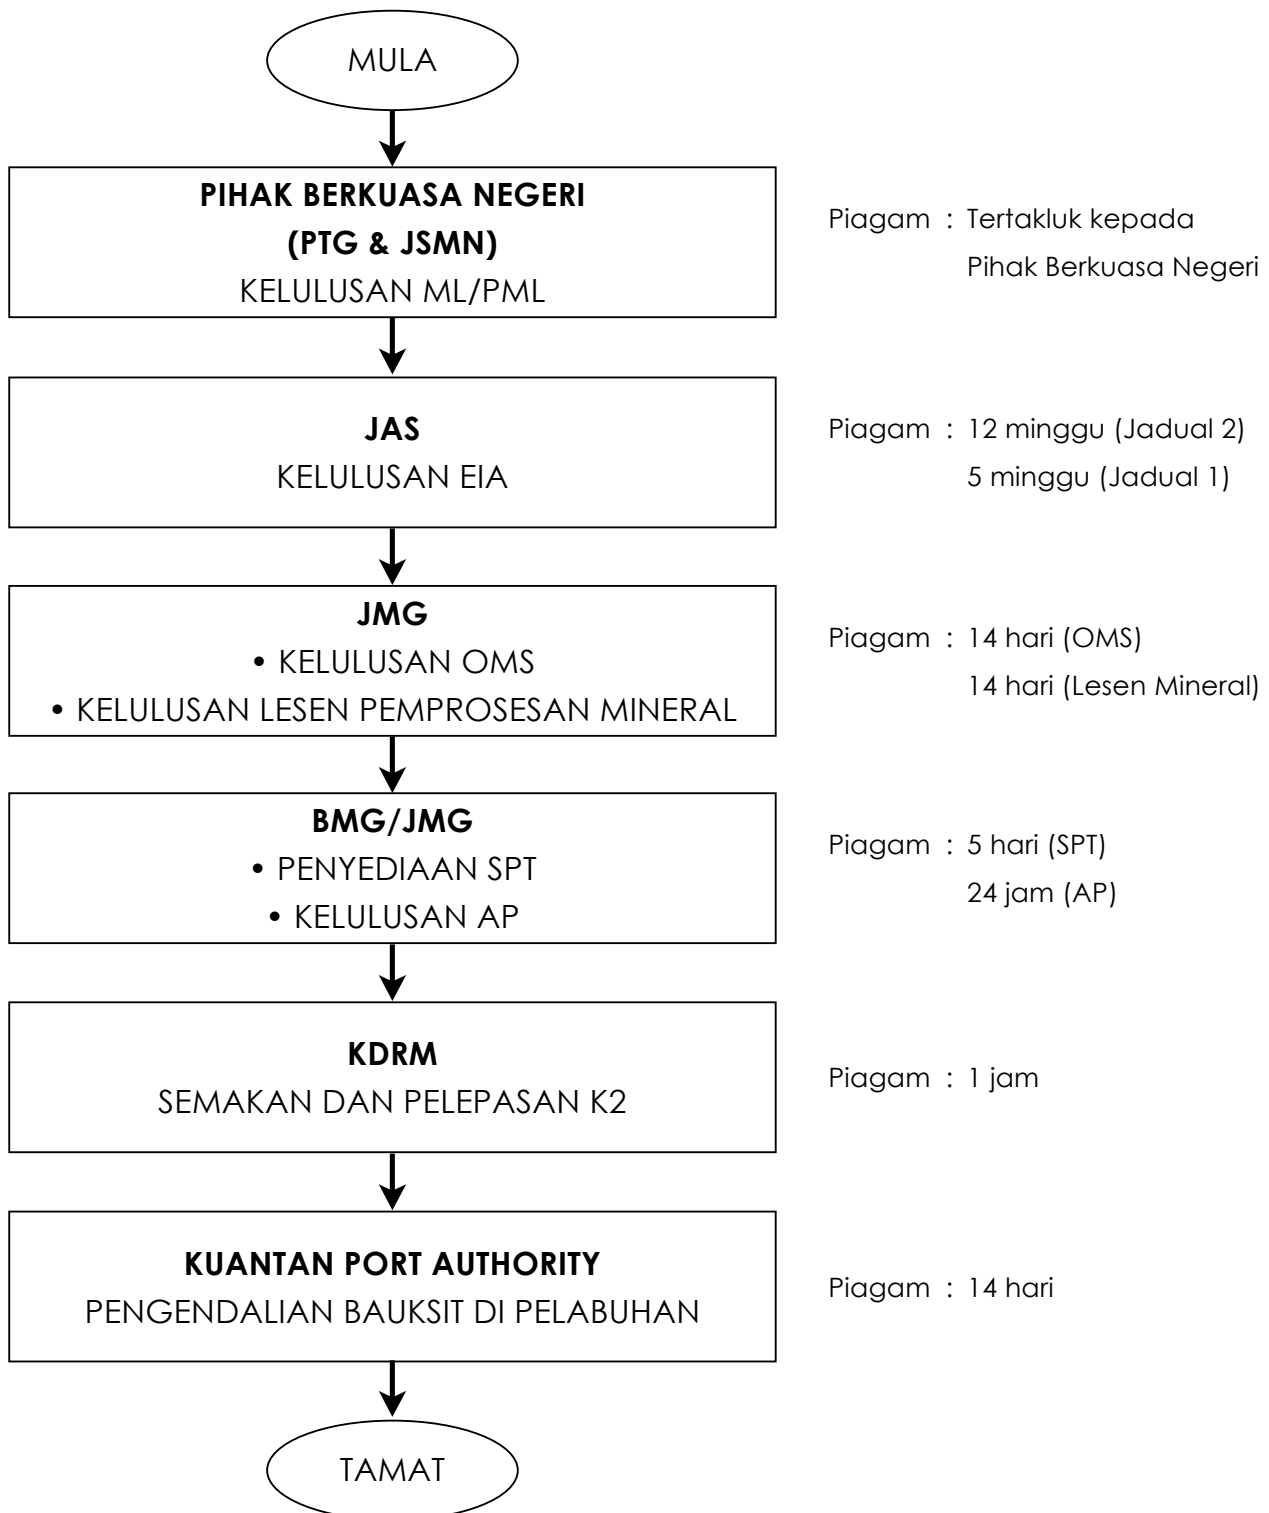 MULA
PIHAK BERKUASA NEGERI
(PTG & JSMN)
KELULUSAN ML/PML
Piagam : Tertakluk kepada
Pihak Berkuasa Negeri
JAS
KELULUSAN EIA
Piagam : 12 minggu (Jadual 2)
5 minggu (Jadual 1)
JMG
• KELULUSAN OMS
• KELULUSAN LESEN PEMPROSESAN MINERAL
Piagam : 14 hari (OMS)
14 hari (Lesen Mineral)
BMG/JMG
• PENYEDIAAN SPT
• KELULUSAN AP
Piagam : 5 hari (SPT)
24 jam (AP)
KDRM
SEMAKAN DAN PELEPASAN K2
Piagam : 1 jam
KUANTAN PORT AUTHORITY
PENGENDALIAN BAUKSIT DI PELABUHAN
Piagam : 14 hari
TAMAT